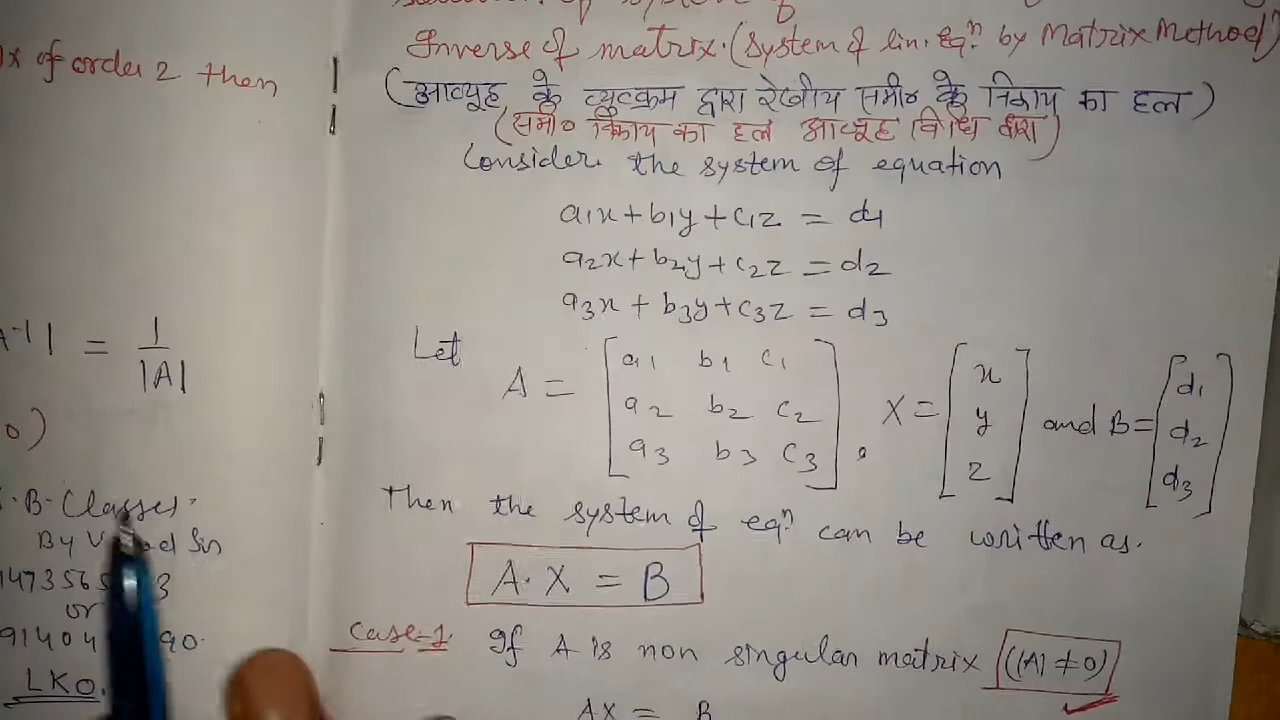 x of order 2 then
A⁻¹| = 1/|A|
0)
B-Classes
By Sir
or
LKO.
Inverse of matrix. (System of lin. Eqⁿ. by Matrix Method)
(आव्यूह के व्युत्क्रम द्वारा रेखीय समी० के निकाय का हल)
(समी० निकाय का हल आव्यूह विधि द्वारा)
Consider the system of equation
a1x + b1y + c1z = d1
a2x + b2y + c2z = d2
a3x + b3y + c3z = d3
Let
A = [a1 b1 c1
a2 b2 c2
a3 b3 c3], X = [x
y
z] and B = [d1
d2
d3]
Then the system of eqⁿ can be written as.
A·X = B
Case-1. If A is non singular matrix (|A| ≠ 0)
AX = B